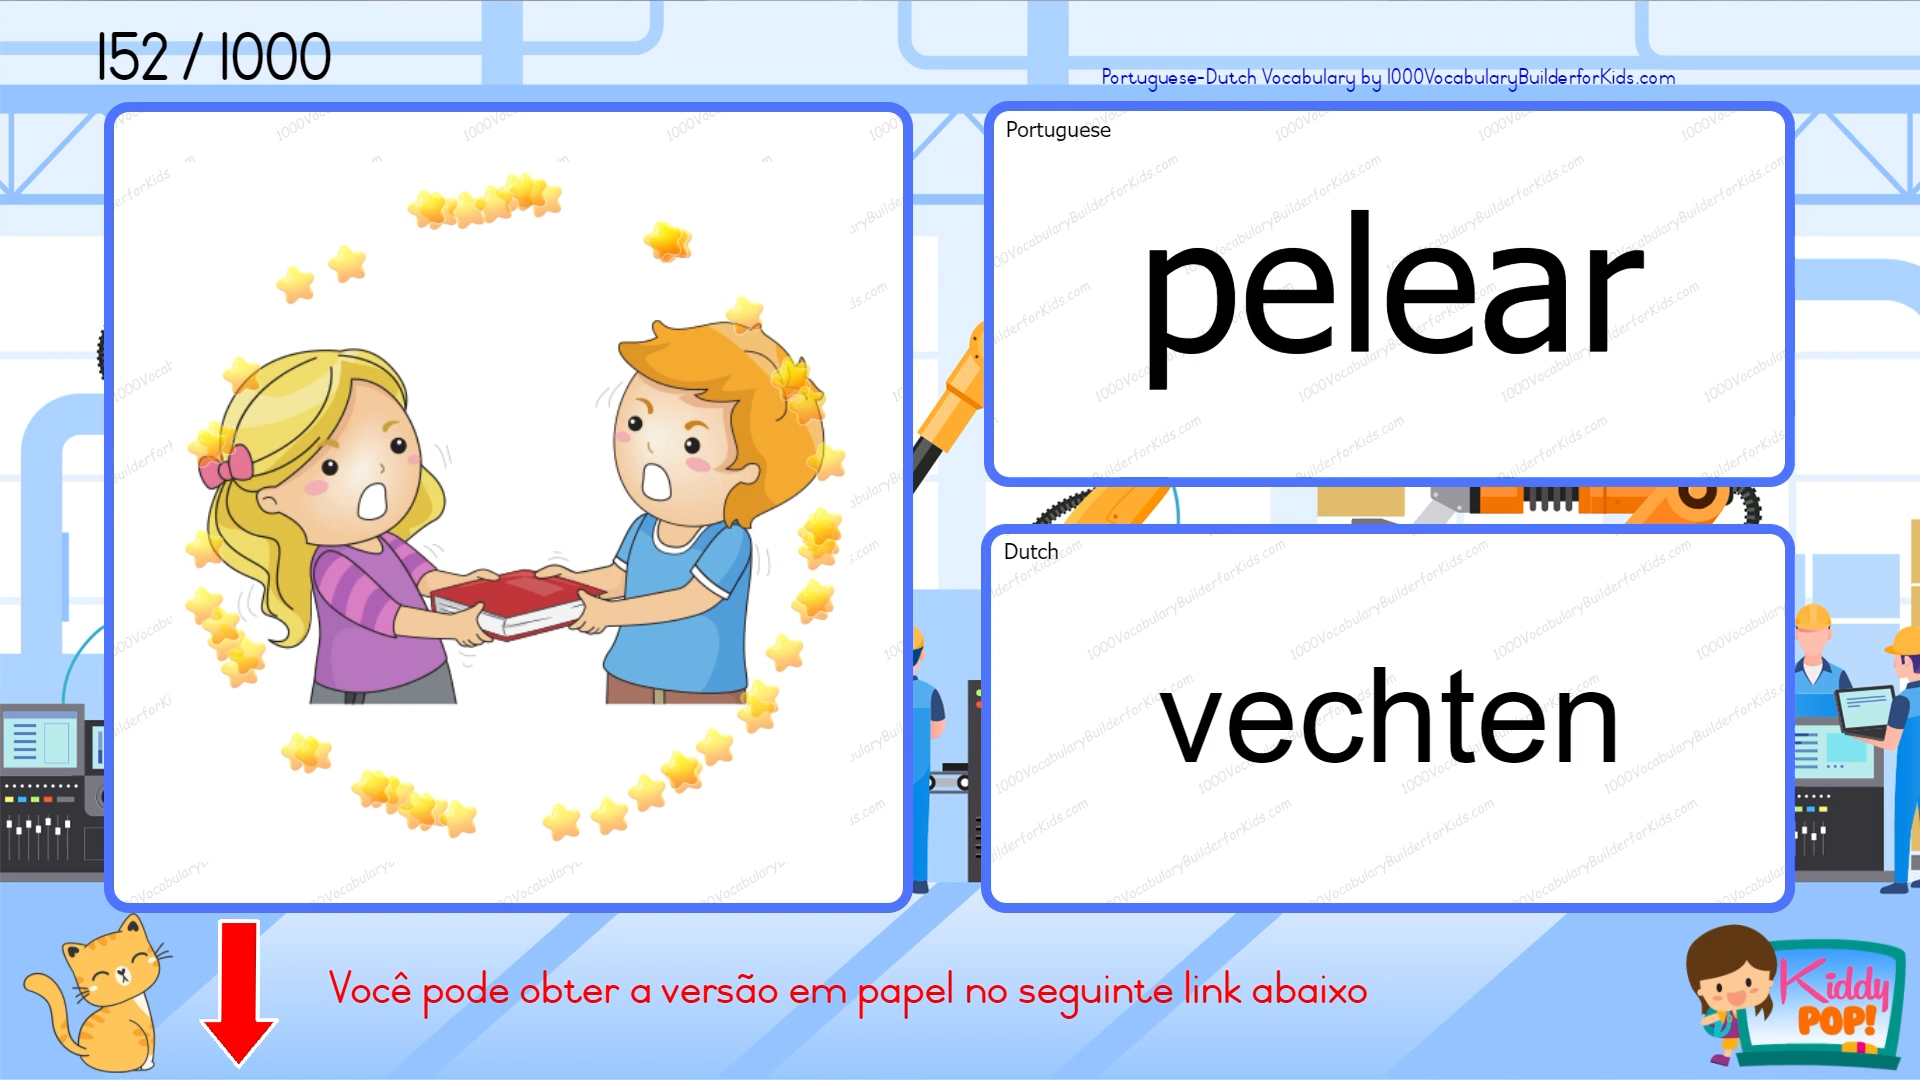 152 / 1000
Portuguese-Dutch Vocabulary by 1000VocabularyBuilderforKids.com
Portuguese
pelear
Dutch
vechten
Você pode obter a versão em papel no seguinte link abaixo
Kiddy
POP!